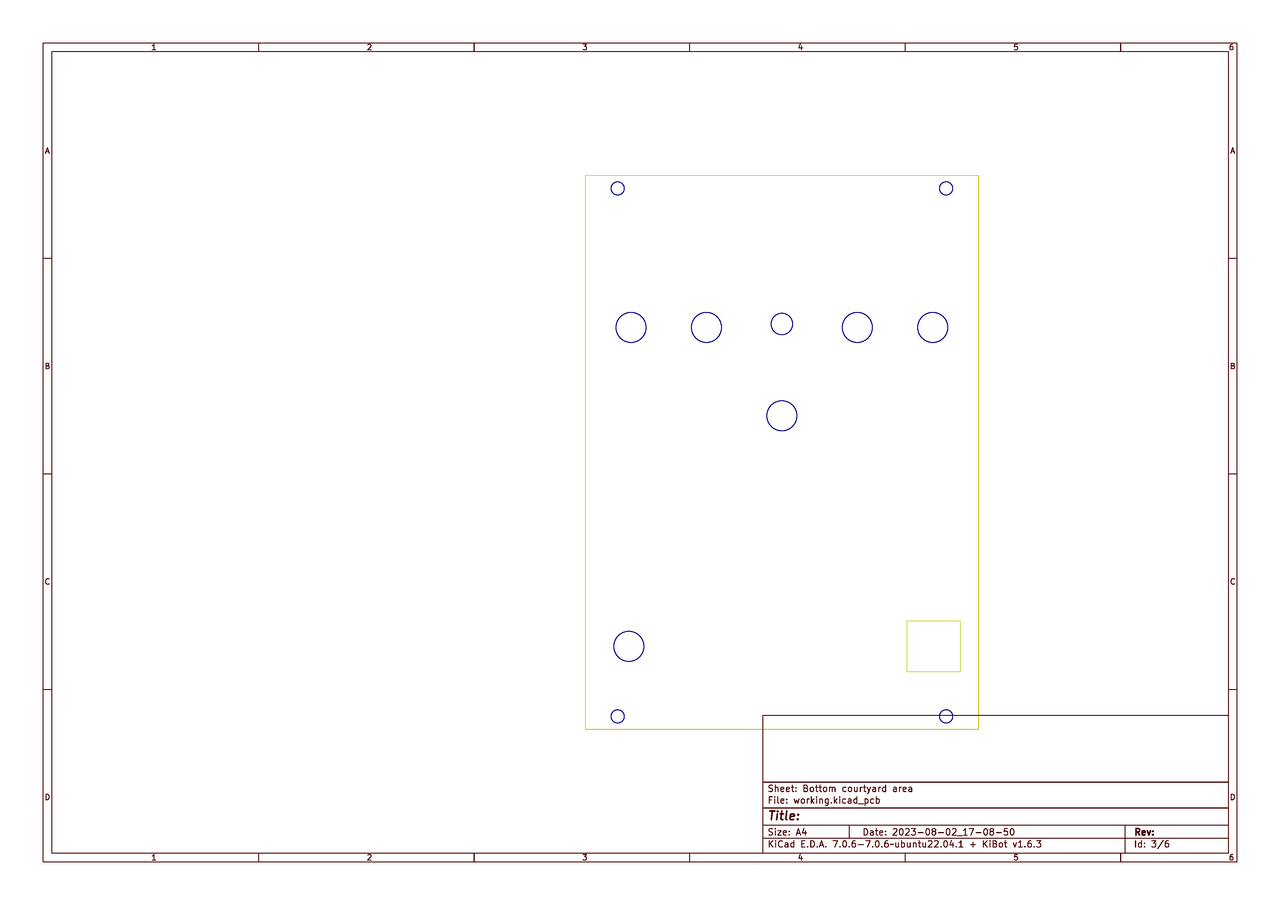 1 2 3 4 5 6
A A
B B
C C
D D
Sheet: Bottom courtyard area
File: working.kicad_pcb
Title:
Size: A4 Date: 2023-08-02_17-08-50 Rev:
KiCad E.D.A. 7.0.6-7.0.6~ubuntu22.04.1 + KiBot v1.6.3 Id: 3/6
1 2 3 4 5 6